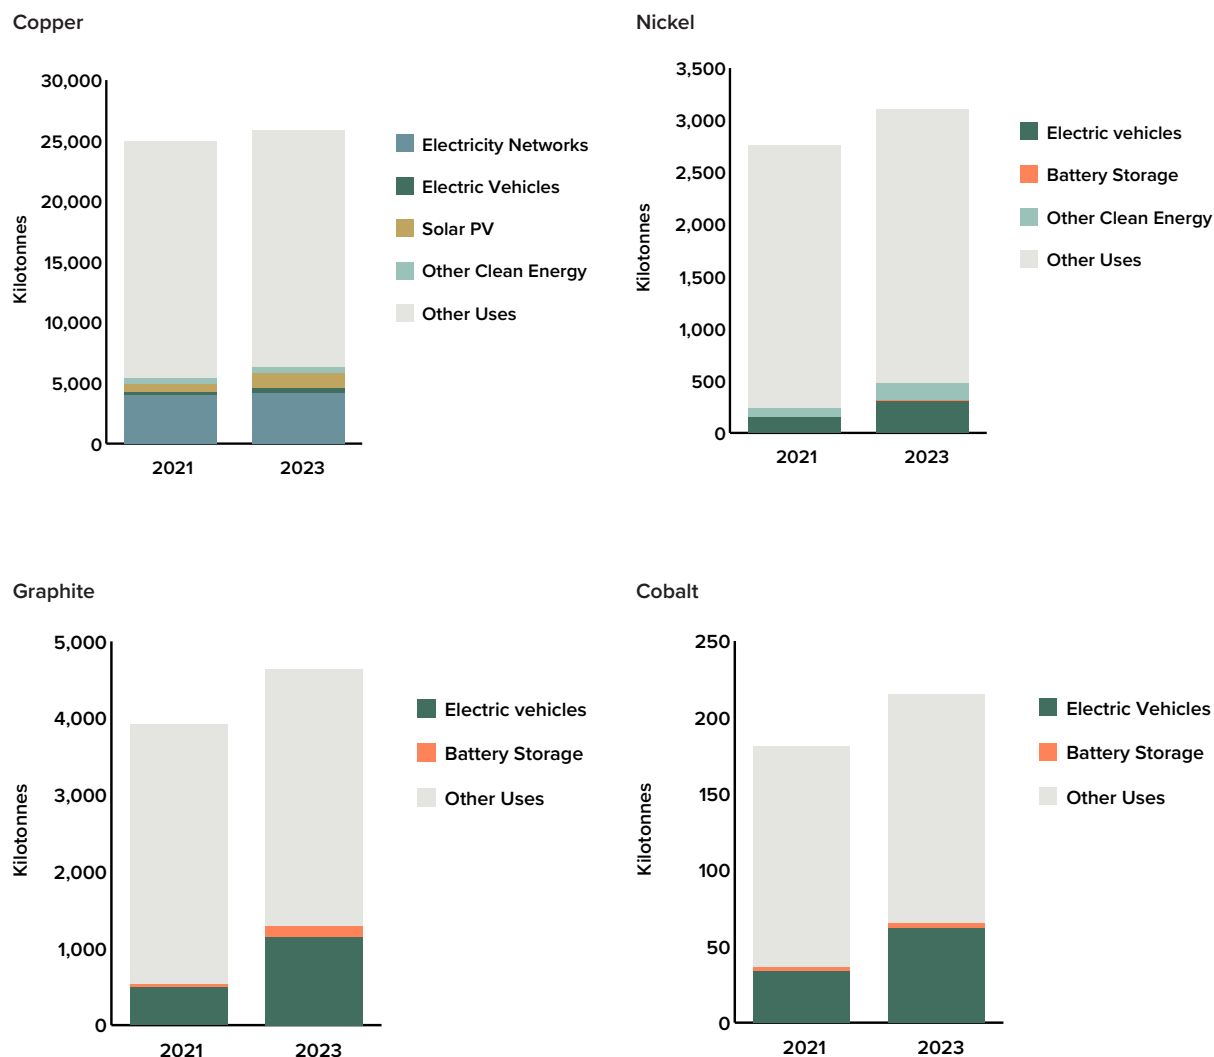 Copper
Kilotonnes
30,000
25,000
20,000
15,000
10,000
5,000
0
2021
2023
Electricity Networks
Electric Vehicles
Solar PV
Other Clean Energy
Other Uses
Nickel
Kilotonnes
3,500
3,000
2,500
2,000
1,500
1,000
500
0
2021
2023
Electric vehicles
Battery Storage
Other Clean Energy
Other Uses
Graphite
Kilotonnes
5,000
4,000
3,000
2,000
1,000
0
2021
2023
Electric vehicles
Battery Storage
Other Uses
Cobalt
Kilotonnes
250
200
150
100
50
0
2021
2023
Electric Vehicles
Battery Storage
Other Uses